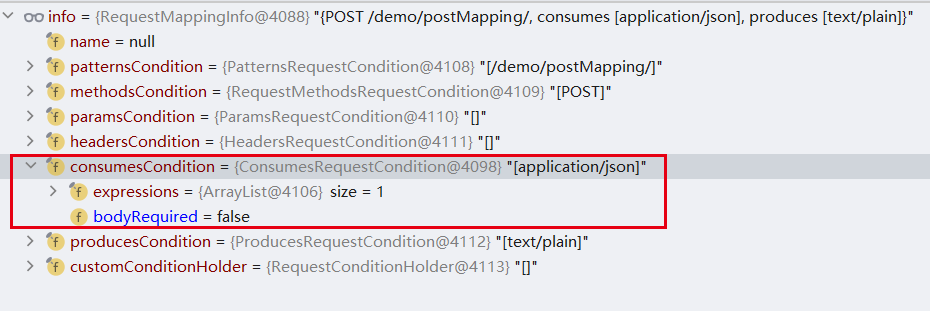 info = {RequestMappingInfo@4088} "{POST /demo/postMapping/, consumes [application/json], produces [text/plain]}"
f name = null
f patternsCondition = {PatternsRequestCondition@4108} "[/demo/postMapping/]"
f methodsCondition = {RequestMethodsRequestCondition@4109} "[POST]"
f paramsCondition = {ParamsRequestCondition@4110} "[]"
f headersCondition = {HeadersRequestCondition@4111} "[]"
f consumesCondition = {ConsumesRequestCondition@4098} "[application/json]"
f expressions = {ArrayList@4106} size = 1
f bodyRequired = false
f producesCondition = {ProducesRequestCondition@4112} "[text/plain]"
f customConditionHolder = {RequestConditionHolder@4113} "[]"